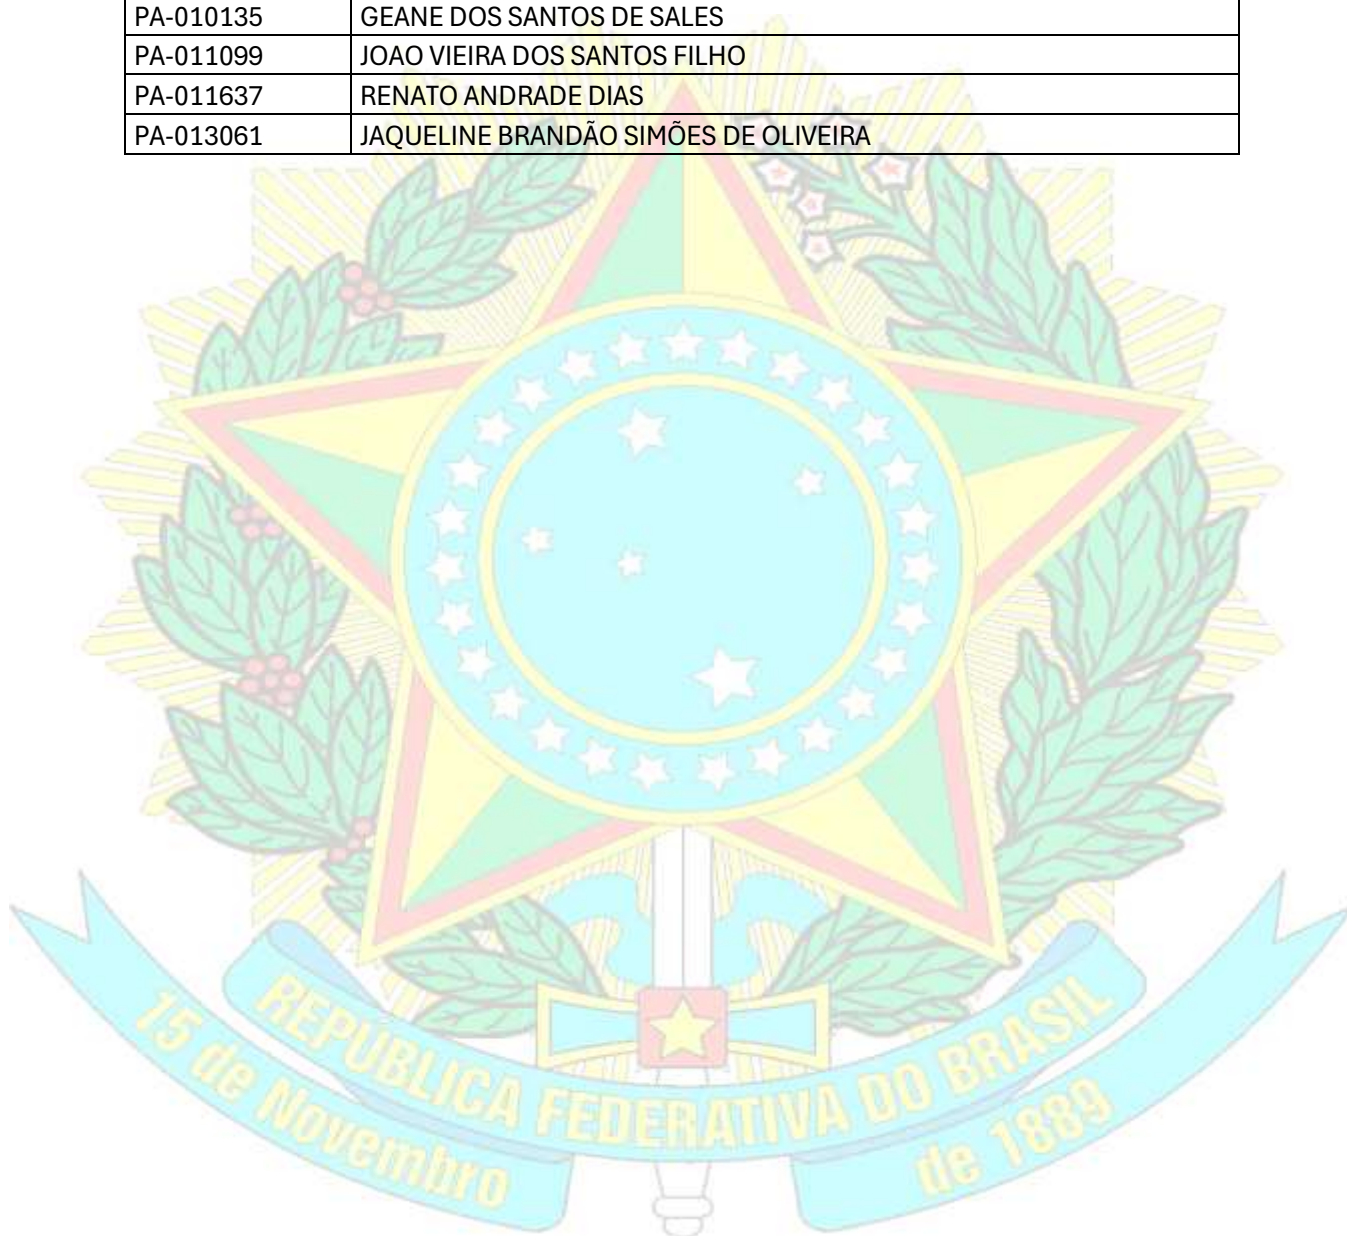 PA-010135 GEANE DOS SANTOS DE SALES
PA-011099 JOAO VIEIRA DOS SANTOS FILHO
PA-011637 RENATO ANDRADE DIAS
PA-013061 JAQUELINE BRANDÃO SIMÕES DE OLIVEIRA
REPÚBLICA FEDERATIVA DO BRASIL
15 de Novembro de 1889